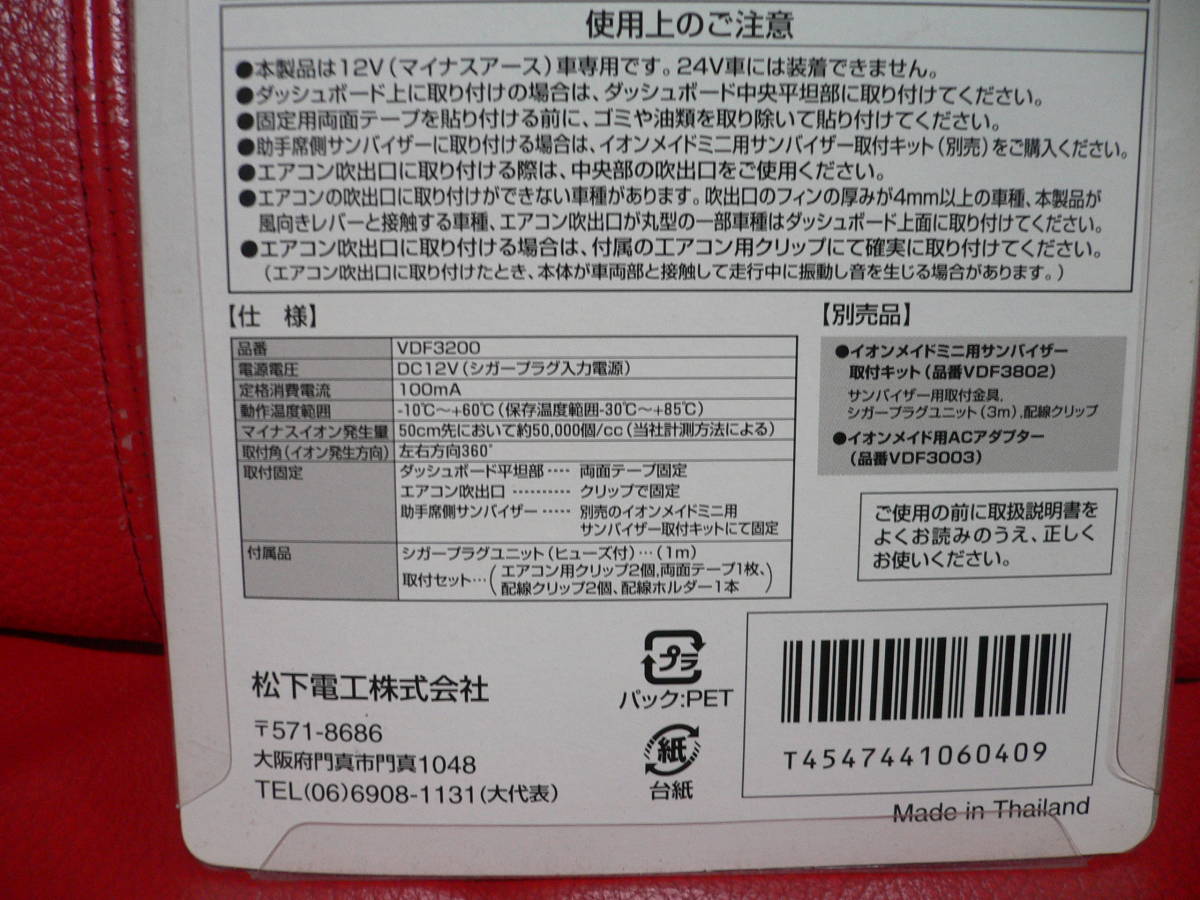 使用上のご注意
●本製品は12V(マイナスアース)車専用です。24V車には装着できません。
●ダッシュボード上に取り付けの場合は、ダッシュボード中央平坦部に取り付けてください。
●固定用両面テープを貼り付ける前に、ゴミや油類を取り除いて貼り付けてください。
●助手席側サンバイザーに取り付ける場合は、イオンメイドミニ用サンバイザー取付キット(別売)をご購入ください。
●エアコン吹出口に取り付ける際は、中央部の吹出口をご使用ください。
●エアコンの吹出口に取り付けができない車種があります。吹出口のフィンの厚みが4mm以上の車種、本製品が
風向きレバーと接触する車種、エアコン吹出口が丸型の一部車種はダッシュボード上面に取り付けてください。
●エアコン吹出口に取り付ける場合は、付属のエアコン用クリップにて確実に取り付けてください。
(エアコン吹出口に取り付けたとき、本体が車両部と接触して走行中に振動し音を生じる場合があります。)
【仕 様】
品番 VDF3200
電源電圧 DC12V(シガープラグ入力電源)
定格消費電流 100mA
動作温度範囲 -10℃～+60℃(保存温度範囲-30℃～+85℃)
マイナスイオン発生量 50cm先において約50,000個/cc(当社計測方法による)
取付角(イオン発生方向) 左右方向360°
取付固定 ダッシュボード平坦部‥‥ 両面テープ固定
エアコン吹出口 ‥‥‥‥‥ クリップで固定
助手席側サンバイザー ‥‥‥ 別売のイオンメイドミニ用
サンバイザー取付キットにて固定
付属品 シガープラグユニット(ヒューズ付)…(1m)
取付セット…(エアコン用クリップ2個,両面テープ1枚、
配線クリップ2個、配線ホルダー1本)
【別売品】
●イオンメイドミニ用サンバイザー
取付キット(品番VDF3802)
サンバイザー用取付金具,
シガープラグユニット(3m),配線クリップ
●イオンメイド用ACアダプター
(品番VDF3003)
ご使用の前に取扱説明書を
よくお読みのうえ、正しく
お使いください。
松下電工株式会社
〒571-8686
大阪府門真市門真1048
TEL(06)6908-1131(大代表)
プラ
パック:PET
紙
台紙
T4547441060409
Made in Thailand